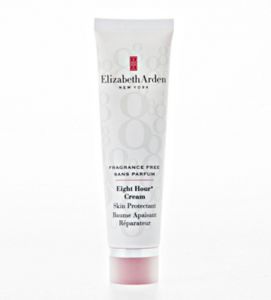 Elizabeth Arden
NEW YORK
FRAGRANCE FREE
SANS PARFUM
Eight Hour®
Cream
Skin Protectant
Baume Apaisant
Réparateur